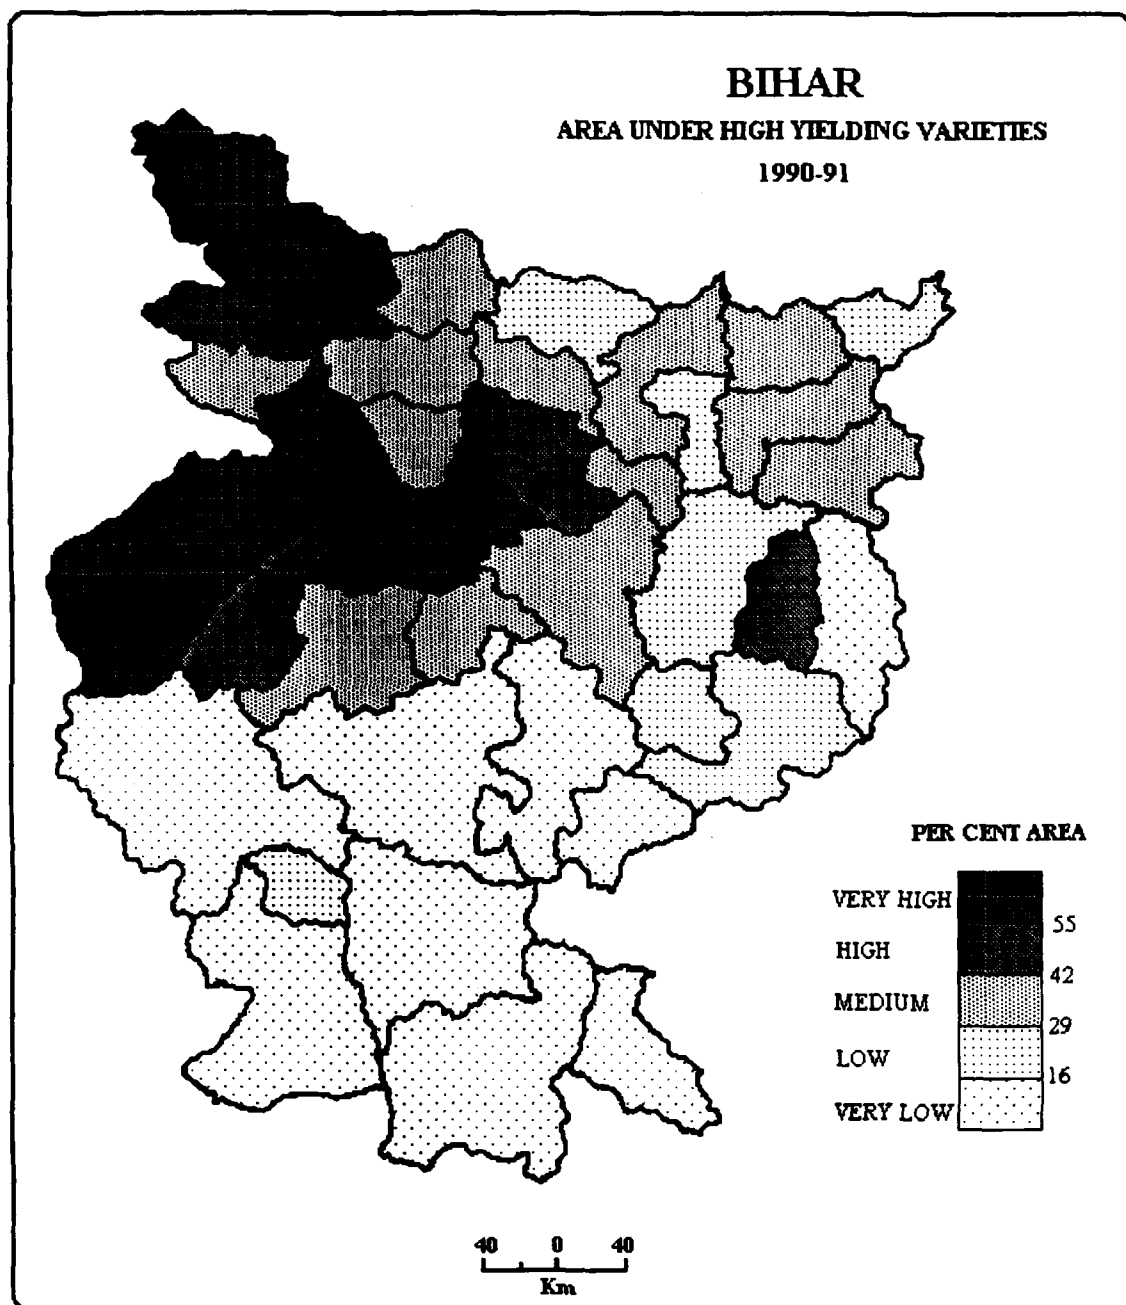 BIHAR
AREA UNDER HIGH YIELDING VARIETIES
1990-91
PER CENT AREA
VERY HIGH
55
HIGH
42
MEDIUM
29
LOW
16
VERY LOW
40 0 40
Km